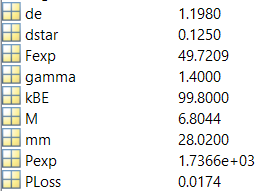 de 1.1980
dstar 0.1250
Fexp 49.7209
gamma 1.4000
kBE 99.8000
M 6.8044
mm 28.0200
Pexp 1.7366e+03
PLoss 0.0174